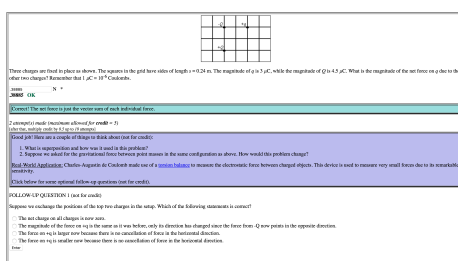 -Q
+q
+Q
Three charges are fixed in place as shown. The squares in the grid have sides of length s = 0.24 m. The magnitude of q is 3 μC, while the magnitude of Q is 4.5 μC. What is the magnitude of the net force on q due to the
other two charges? Remember that 1 μC = 10⁻⁶ Coulombs.
.38885 N *
.38885 OK
Correct! The net force is just the vector sum of each individual force.
2 attempt(s) made (maximum allowed for credit = 5)
[after that, multiply credit by 0.5 up to 10 attempts]
Good job! Here are a couple of things to think about (not for credit):
1. What is superposition and how was it used in this problem?
2. Suppose we asked for the gravitational force between point masses in the same configuration as above. How would this problem change?
Real-World Application: Charles-Augustin de Coulomb made use of a torsion balance to measure the electrostatic force between charged objects. This device is used to measure very small forces due to its remarkable
sensitivity.
Click below for some optional follow-up questions (not for credit).
FOLLOW-UP QUESTION 1 (not for credit)
Suppose we exchange the positions of the top two charges in the setup. Which of the following statements is correct?
The net charge on all charges is now zero.
The magnitude of the force on +q is the same as it was before, only its direction has changed since the force from -Q now points in the opposite direction.
The force on +q is larger now because there is no cancellation of force in the horizontal direction.
The force on +q is smaller now because there is no cancellation of force in the horizontal direction.
Enter